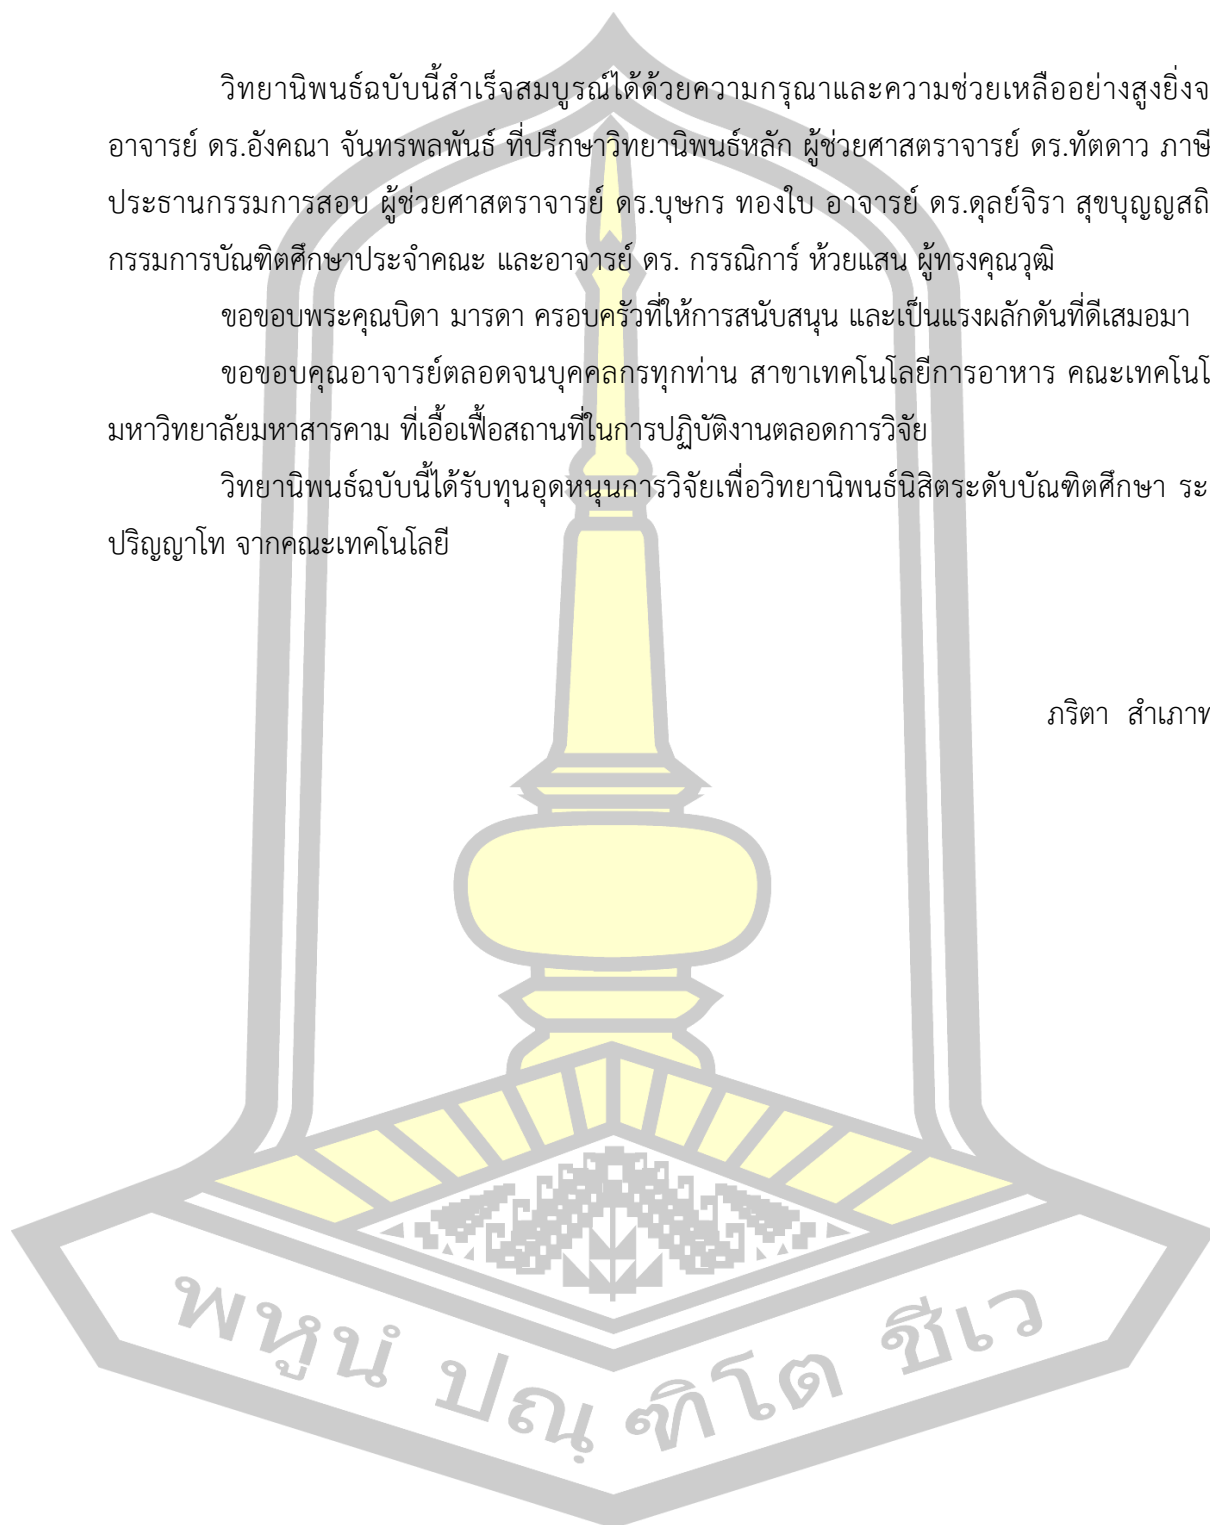 วิทยานิพนธ์ฉบับนี้สำเร็จสมบูรณ์ได้ด้วยความกรุณาและความช่วยเหลืออย่างสูงยิ่งจ
อาจารย์ ดร.อังคณา จันทรพลพันธ์ ที่ปรึกษาวิทยานิพนธ์หลัก ผู้ช่วยศาสตราจารย์ ดร.ทัตดาว ภาษี
ประธานกรรมการสอบ ผู้ช่วยศาสตราจารย์ ดร.บุษกร ทองใบ อาจารย์ ดร.ดุลย์จิรา สุขบุญญสถิ
กรรมการบัณฑิตศึกษาประจำคณะ และอาจารย์ ดร. กรรณิการ์ ห้วยแสน ผู้ทรงคุณวุฒิ
ขอขอบพระคุณบิดา มารดา ครอบครัวที่ให้การสนับสนุน และเป็นแรงผลักดันที่ดีเสมอมา
ขอขอบคุณอาจารย์ตลอดจนบุคคลกรทุกท่าน สาขาเทคโนโลยีการอาหาร คณะเทคโนโ
มหาวิทยาลัยมหาสารคาม ที่เอื้อเฟื้อสถานที่ในการปฏิบัติงานตลอดการวิจัย
วิทยานิพนธ์ฉบับนี้ได้รับทุนอุดหนุนการวิจัยเพื่อวิทยานิพนธ์นิสิตระดับบัณฑิตศึกษา ระ
ปริญญาโท จากคณะเทคโนโลยี
ภริตา สำเภาท
พหูนํ ปณฺฑิโต ชีเว